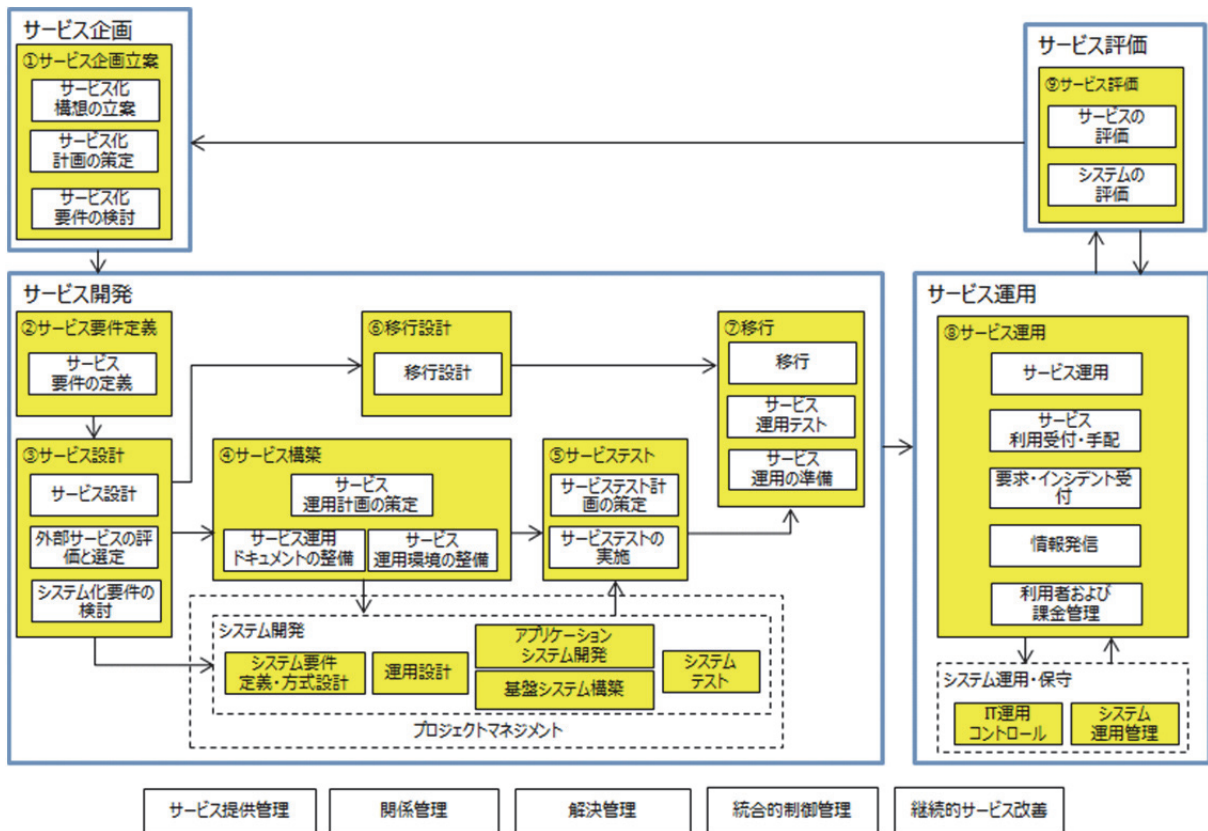 サービス企画
①サービス企画立案
サービス化
構想の立案
サービス化
計画の策定
サービス化
要件の検討
サービス評価
⑨サービス評価
サービスの
評価
システムの
評価
サービス開発
②サービス要件定義
サービス
要件の定義
③サービス設計
サービス設計
外部サービスの評
価と選定
システム化要件の
検討
⑥移行設計
移行設計
④サービス構築
サービス
運用計画の策定
サービス運用
ドキュメントの整備
サービス
運用環境の整備
⑤サービステスト
サービステスト計
画の策定
サービステストの
実施
⑦移行
移行
サービス
運用テスト
サービス
運用の準備
システム開発
システム要件
定義・方式設計
運用設計
アプリケーション
システム開発
基盤システム構築
システム
テスト
プロジェクトマネジメント
サービス運用
⑧サービス運用
サービス運用
サービス
利用受付・手配
要求・インシデント受
付
情報発信
利用者および
課金管理
システム運用・保守
IT運用
コントロール
システム
運用管理
サービス提供管理
関係管理
解決管理
統合的制御管理
継続的サービス改善